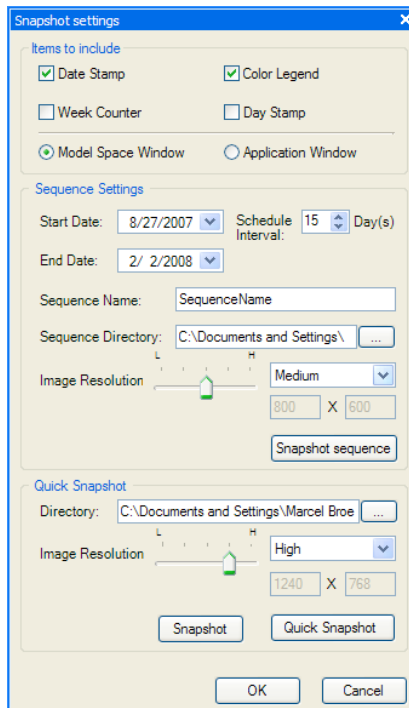 Snapshot settings
Items to include
Date Stamp Color Legend
Week Counter Day Stamp
Model Space Window Application Window
Sequence Settings
Start Date: 8/27/2007 Schedule Interval: 15 Day(s)
End Date: 2/ 2/2008
Sequence Name: SequenceName
Sequence Directory: C:\Documents and Settings\ ...
L H
Image Resolution Medium
800 X 600
Snapshot sequence
Quick Snapshot
Directory: C:\Documents and Settings\Marcel Broe ...
L H
Image Resolution High
1240 X 768
Snapshot Quick Snapshot
OK Cancel